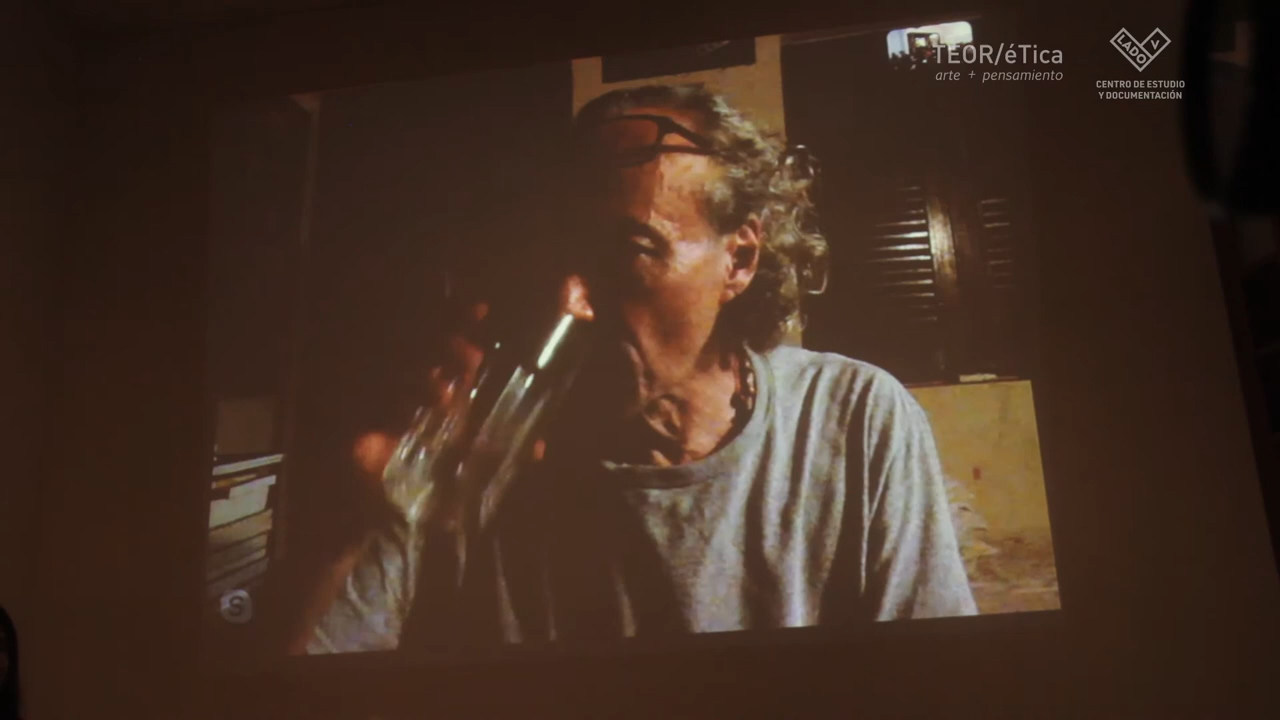 TEOR/éTica
arte + pensamiento
LADO V
CENTRO DE ESTUDIO
Y DOCUMENTACIÓN
S